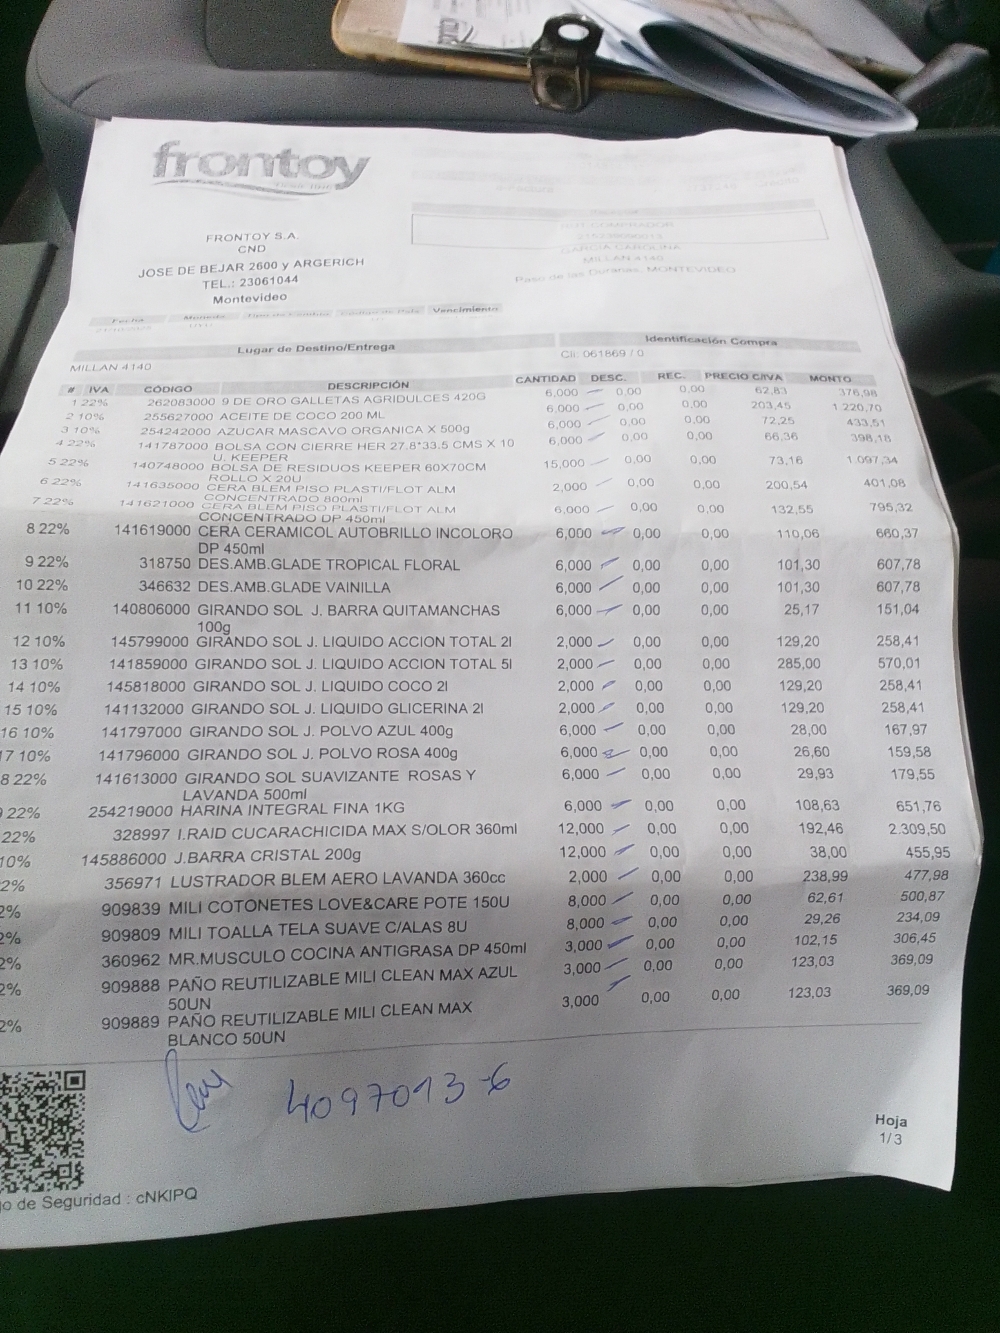 frontoy
FRONTOY S.A.
CND
JOSE DE BEJAR 2600 y ARGERICH
TEL.: 23061044
Montevideo
RUT COMPRADOR
GARCIA CAROLINA
MILLAN 4140
Paso de las Duranas, MONTEVIDEO
Fecha Moneda Tipo de Cambio Vencimiento
Lugar de Destino/Entrega Identificación Compra
MILLAN 4140 CII: 061869 / 0
# IVA CÓDIGO DESCRIPCIÓN CANTIDAD DESC. REC. PRECIO C/IVA MONTO
1 22% 262083000 9 DE ORO GALLETAS AGRIDULCES 420G 6,000 0,00 0,00 62,83 376,98
2 10% 255627000 ACEITE DE COCO 200 ML 6,000 0,00 0,00 203,45 1.220,70
3 10% 254242000 AZUCAR MASCAVO ORGANICA X 500g 6,000 0,00 0,00 72,25 433,51
4 22% 141787000 BOLSA CON CIERRE HER 27.8*33.5 CMS X 10 6,000 0,00 0,00 66,36 398,18
U. KEEPER
5 22% 140748000 BOLSA DE RESIDUOS KEEPER 60X70CM 15,000 0,00 0,00 73,16 1.097,34
ROLLO X 20U
6 22% 141635000 CERA BLEM PISO PLASTI/FLOT ALM 2,000 0,00 0,00 200,54 401,08
CONCENTRADO 800ml
7 22% 141621000 CERA BLEM PISO PLASTI/FLOT ALM 6,000 0,00 0,00 132,55 795,32
CONCENTRADO DP 450ml
8 22% 141619000 CERA CERAMICOL AUTOBRILLO INCOLORO 6,000 0,00 0,00 110,06 660,37
DP 450ml
9 22% 318750 DES.AMB.GLADE TROPICAL FLORAL 6,000 0,00 0,00 101,30 607,78
10 22% 346632 DES.AMB.GLADE VAINILLA 6,000 0,00 0,00 101,30 607,78
11 10% 140806000 GIRANDO SOL J. BARRA QUITAMANCHAS 6,000 0,00 0,00 25,17 151,04
100g
12 10% 145799000 GIRANDO SOL J. LIQUIDO ACCION TOTAL 2l 2,000 0,00 0,00 129,20 258,41
13 10% 141859000 GIRANDO SOL J. LIQUIDO ACCION TOTAL 5l 2,000 0,00 0,00 285,00 570,01
14 10% 145818000 GIRANDO SOL J. LIQUIDO COCO 2l 2,000 0,00 0,00 129,20 258,41
15 10% 141132000 GIRANDO SOL J. LIQUIDO GLICERINA 2l 2,000 0,00 0,00 129,20 258,41
16 10% 141797000 GIRANDO SOL J. POLVO AZUL 400g 6,000 0,00 0,00 28,00 167,97
17 10% 141796000 GIRANDO SOL J. POLVO ROSA 400g 6,000 0,00 0,00 26,60 159,58
8 22% 141613000 GIRANDO SOL SUAVIZANTE ROSAS Y 6,000 0,00 0,00 29,93 179,55
LAVANDA 500ml
9 22% 254219000 HARINA INTEGRAL FINA 1KG 6,000 0,00 0,00 108,63 651,76
22% 328997 I.RAID CUCARACHICIDA MAX S/OLOR 360ml 12,000 0,00 0,00 192,46 2.309,50
10% 145886000 J.BARRA CRISTAL 200g 12,000 0,00 0,00 38,00 455,95
2% 356971 LUSTRADOR BLEM AERO LAVANDA 360cc 2,000 0,00 0,00 238,99 477,98
2% 909839 MILI COTONETES LOVE&CARE POTE 150U 8,000 0,00 0,00 62,61 500,87
2% 909809 MILI TOALLA TELA SUAVE C/ALAS 8U 8,000 0,00 0,00 29,26 234,09
2% 360962 MR.MUSCULO COCINA ANTIGRASA DP 450ml 3,000 0,00 0,00 102,15 306,45
2% 909888 PAÑO REUTILIZABLE MILI CLEAN MAX AZUL 3,000 0,00 0,00 123,03 369,09
50UN
2% 909889 PAÑO REUTILIZABLE MILI CLEAN MAX 3,000 0,00 0,00 123,03 369,09
BLANCO 50UN
4097013-6
Hoja
1/3
go de Seguridad : cNKIPQ